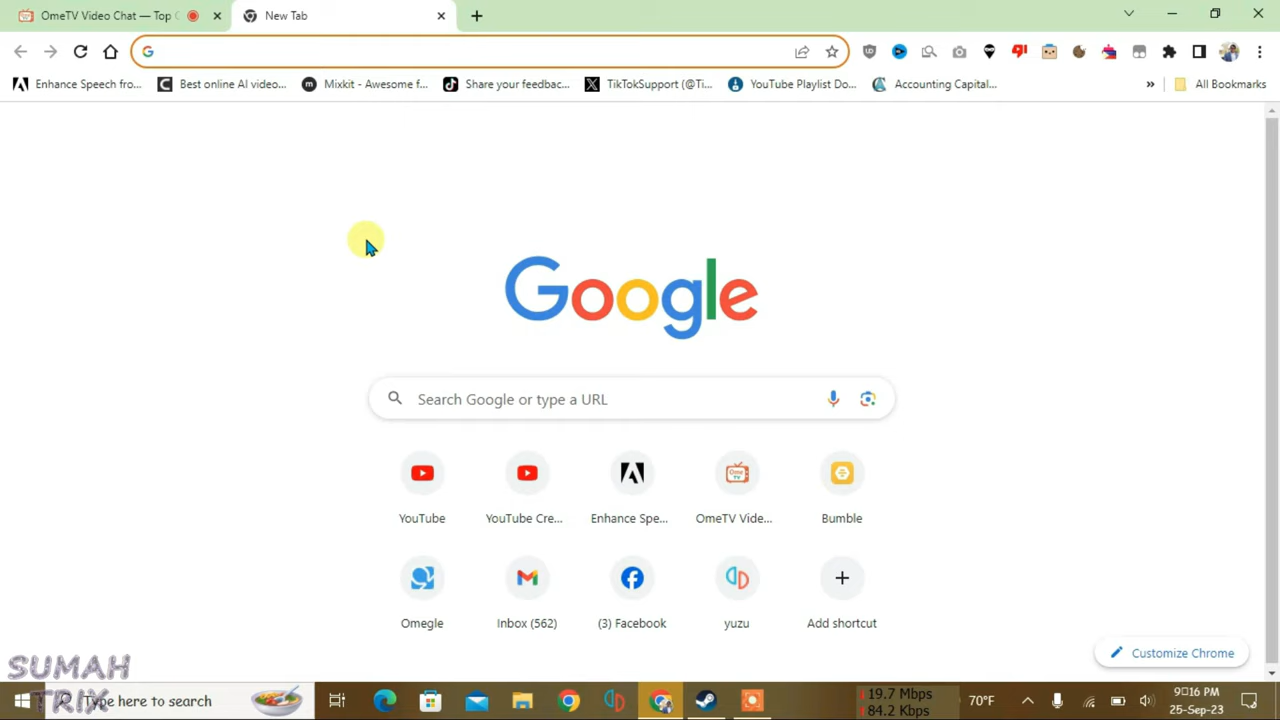 OmeTV Video Chat — Top
New Tab
Enhance Speech fro...
Best online AI video...
Mixkit - Awesome f...
Share your feedbac...
TikTokSupport (@Ti...
YouTube Playlist Do...
Accounting Capital...
»
All Bookmarks
Google
Search Google or type a URL
YouTube
YouTube Cre...
Enhance Spe...
OmeTV Vide...
Bumble
Omegle
Inbox (562)
(3) Facebook
yuzu
Add shortcut
Customize Chrome
SUMAH
TRIX
Type here to search
19.7 Mbps
84.2 Kbps
70°F
9:16 PM
25-Sep-23